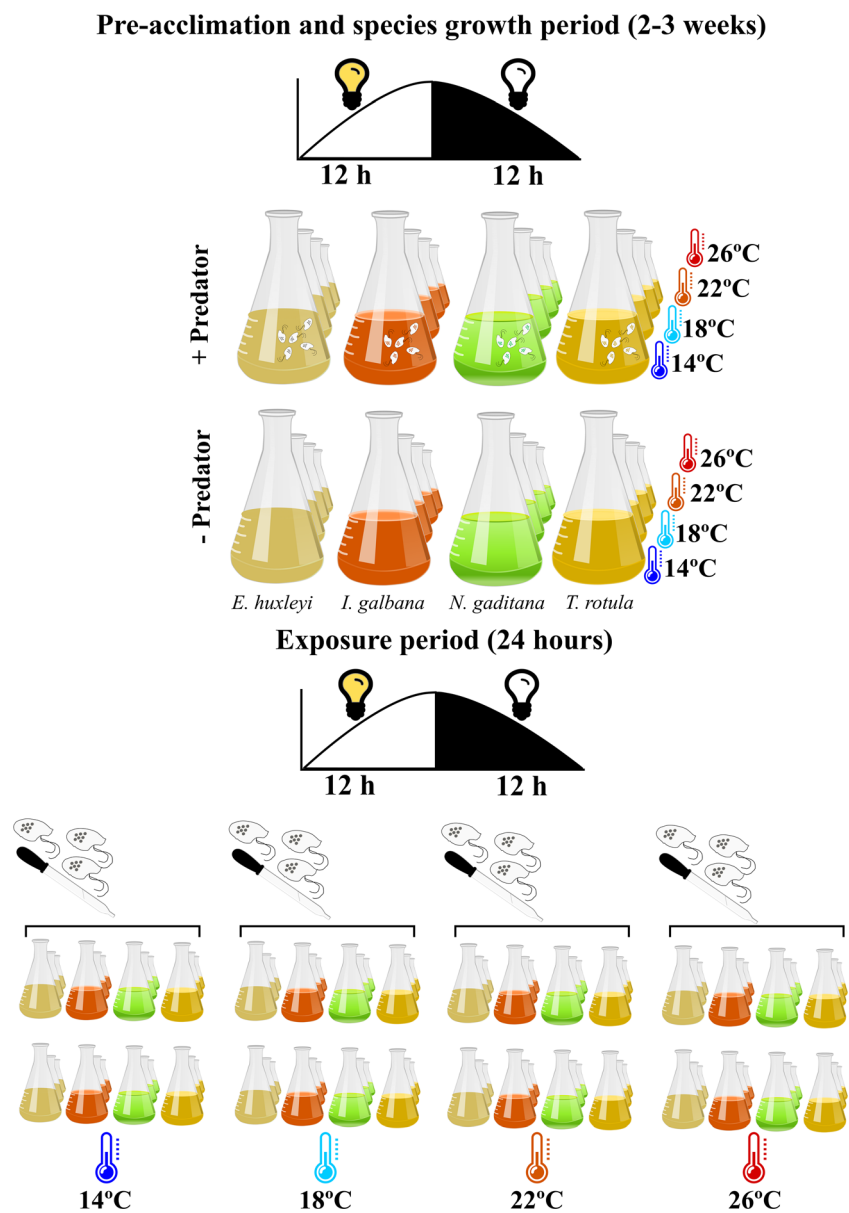 Pre-acclimation and species growth period (2-3 weeks)
12 h 12 h
+ Predator
26ºC
22ºC
18ºC
14ºC
- Predator
26ºC
22ºC
18ºC
14ºC
E. huxleyi I. galbana N. gaditana T. rotula
Exposure period (24 hours)
12 h 12 h
14ºC 18ºC 22ºC 26ºC